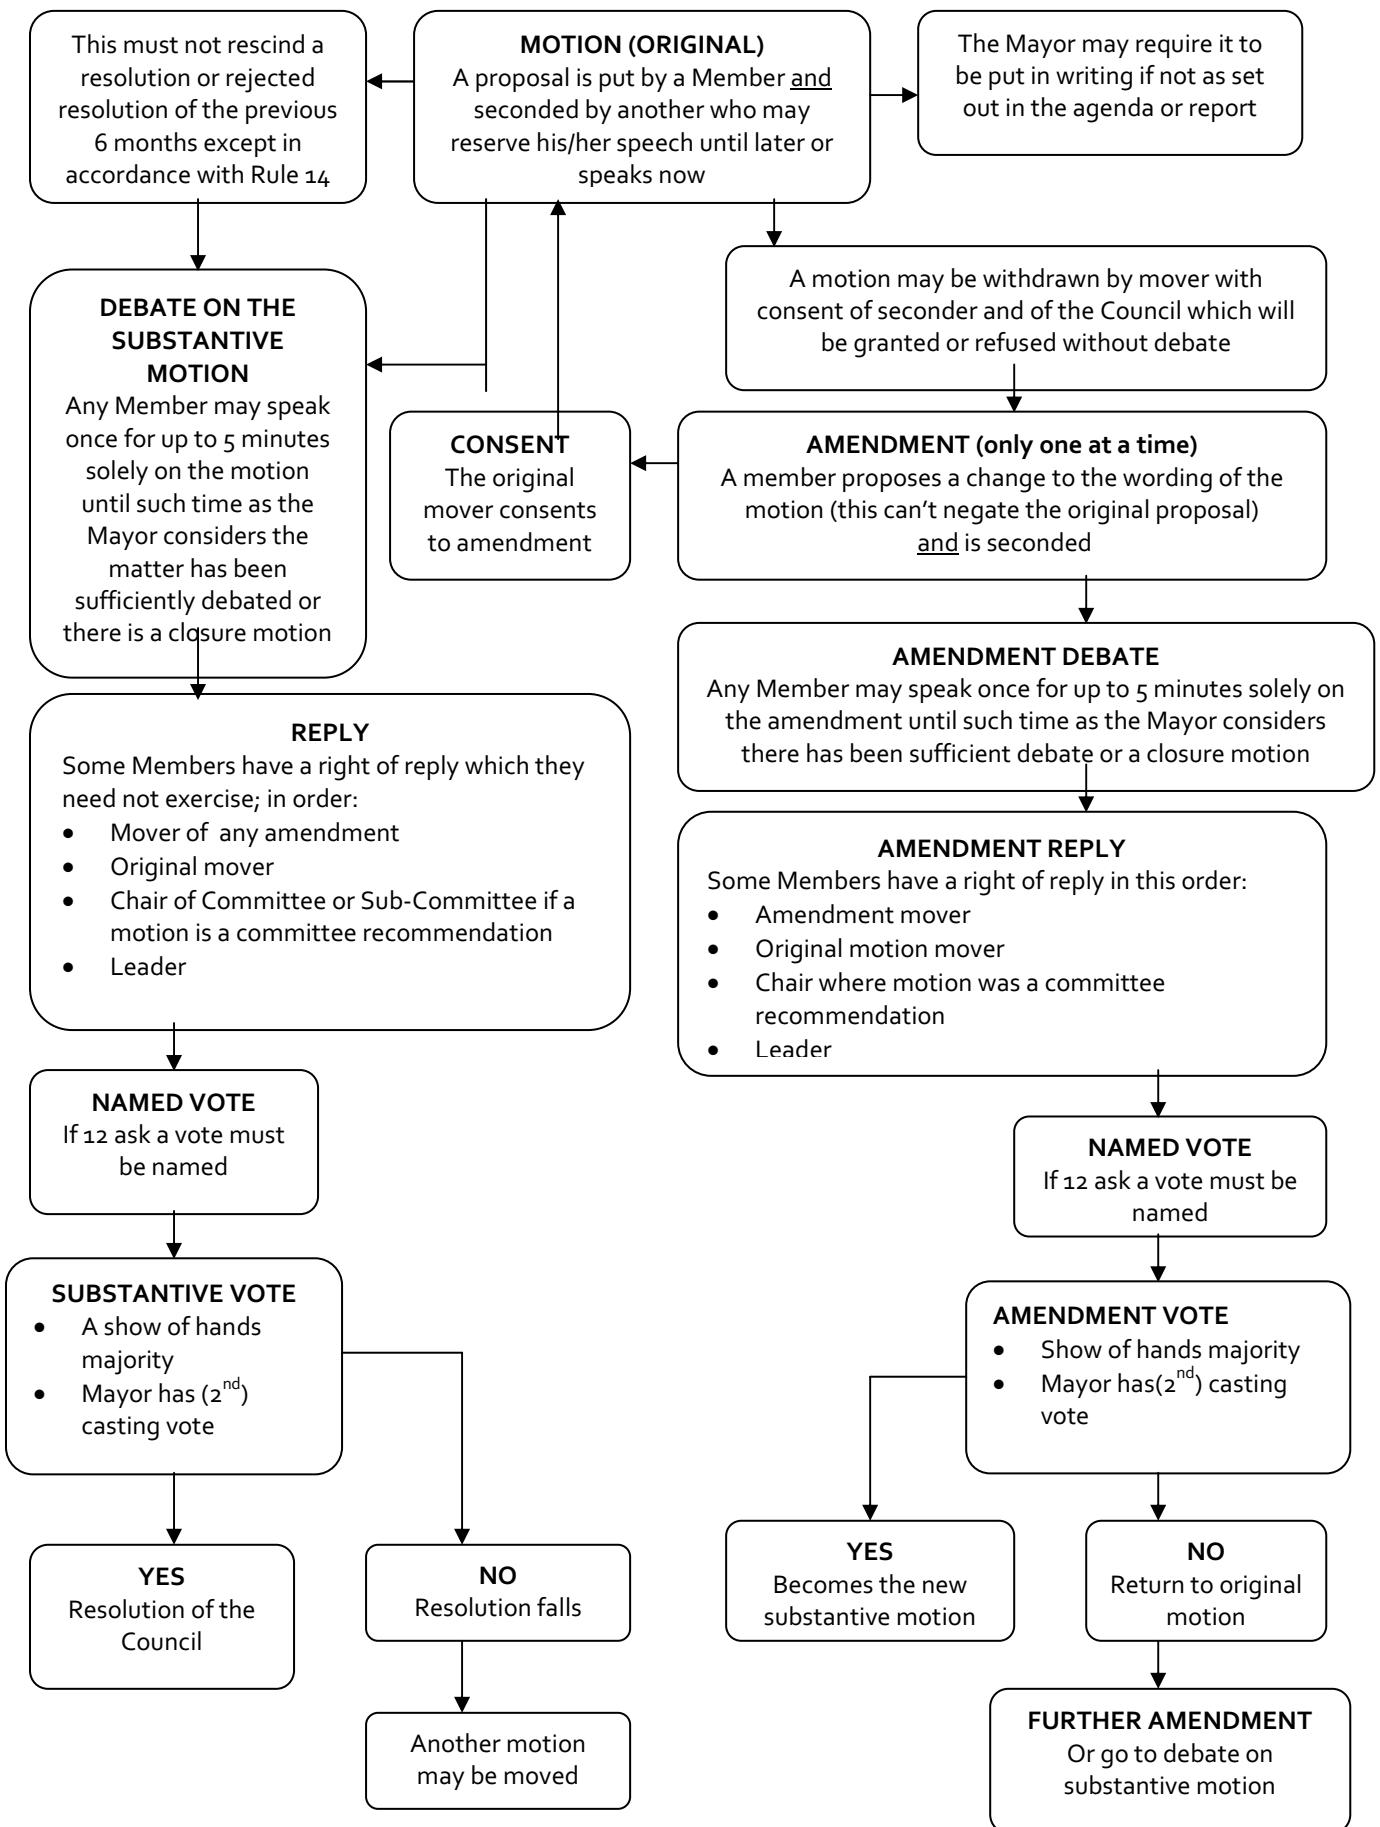 This must not rescind a
resolution or rejected
resolution of the previous
6 months except in
accordance with Rule 14
MOTION (ORIGINAL)
A proposal is put by a Member and
seconded by another who may
reserve his/her speech until later or
speaks now
The Mayor may require it to
be put in writing if not as set
out in the agenda or report
A motion may be withdrawn by mover with
consent of seconder and of the Council which will
be granted or refused without debate
DEBATE ON THE
SUBSTANTIVE
MOTION
Any Member may speak
once for up to 5 minutes
solely on the motion
until such time as the
Mayor considers the
matter has been
sufficiently debated or
there is a closure motion
CONSENT
The original
mover consents
to amendment
AMENDMENT (only one at a time)
A member proposes a change to the wording of the
motion (this can't negate the original proposal)
and is seconded
AMENDMENT DEBATE
Any Member may speak once for up to 5 minutes solely on
the amendment until such time as the Mayor considers
there has been sufficient debate or a closure motion
REPLY
Some Members have a right of reply which they
need not exercise; in order:
• Mover of any amendment
• Original mover
• Chair of Committee or Sub-Committee if a
motion is a committee recommendation
• Leader
AMENDMENT REPLY
Some Members have a right of reply in this order:
• Amendment mover
• Original motion mover
• Chair where motion was a committee
recommendation
• Leader
NAMED VOTE
If 12 ask a vote must
be named
NAMED VOTE
If 12 ask a vote must be
named
SUBSTANTIVE VOTE
• A show of hands
majority
• Mayor has (2nd)
casting vote
AMENDMENT VOTE
• Show of hands majority
• Mayor has(2nd) casting
vote
YES
Resolution of the
Council
NO
Resolution falls
YES
Becomes the new
substantive motion
NO
Return to original
motion
Another motion
may be moved
FURTHER AMENDMENT
Or go to debate on
substantive motion